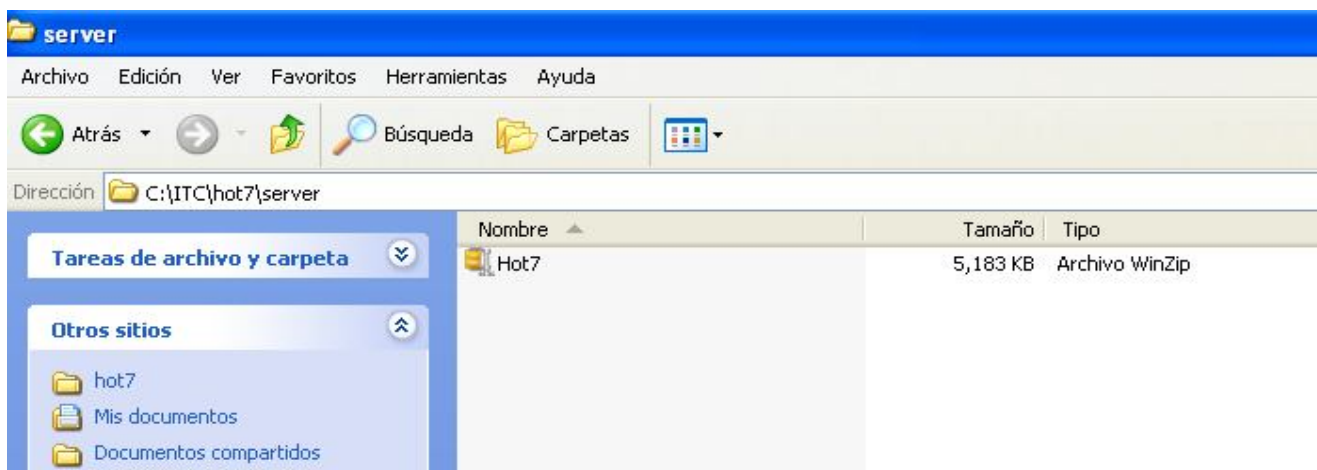 server
Archivo Edición Ver Favoritos Herramientas Ayuda
Atrás Búsqueda Carpetas
Dirección C:\ITC\hot7\server
Nombre Tamaño Tipo
Tareas de archivo y carpeta
Hot7 5,183 KB Archivo WinZip
Otros sitios
hot7
Mis documentos
Documentos compartidos